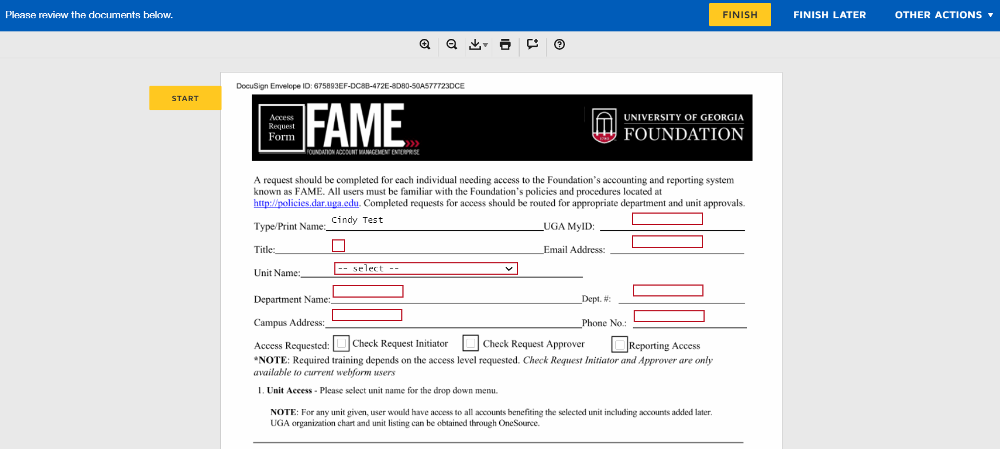 Please review the documents below.
FINISH
FINISH LATER
OTHER ACTIONS
START
DocuSign Envelope ID: 675893EF-DC8B-472E-8D80-50A577723DCE
Access
Request
Form
FAME
FOUNDATION ACCOUNT MANAGEMENT ENTERPRISE
1785
UNIVERSITY OF GEORGIA
FOUNDATION
A request should be completed for each individual needing access to the Foundation's accounting and reporting system
known as FAME. All users must be familiar with the Foundation's policies and procedures located at
http://policies.dar.uga.edu. Completed requests for access should be routed for appropriate department and unit approvals.
Type/Print Name: Cindy Test UGA MyID:
Title: Email Address:
Unit Name: -- select --
Department Name: Dept. #:
Campus Address: Phone No.:
Access Requested: Check Request Initiator Check Request Approver Reporting Access
*NOTE: Required training depends on the access level requested. Check Request Initiator and Approver are only
available to current webform users
1. Unit Access - Please select unit name for the drop down menu.
NOTE: For any unit given, user would have access to all accounts benefiting the selected unit including accounts added later.
UGA organization chart and unit listing can be obtained through OneSource.